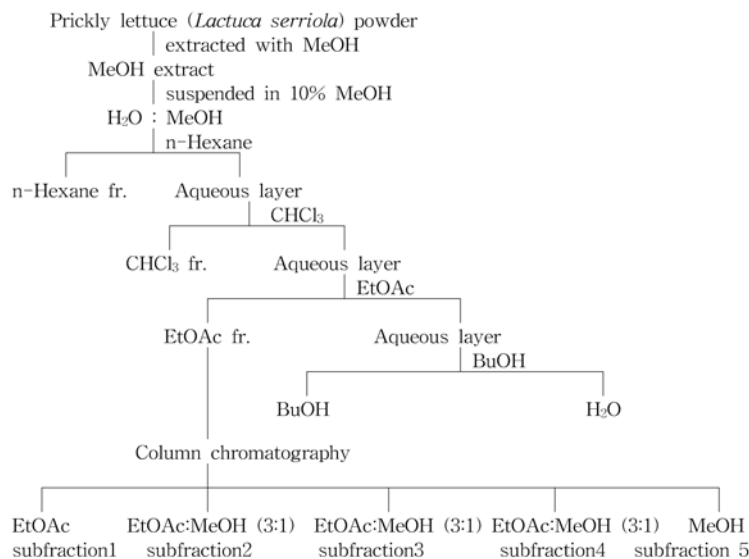 Prickly lettuce (Lactuca serriola) powder
extracted with MeOH
MeOH extract
suspended in 10% MeOH
H₂O : MeOH
n-Hexane
n-Hexane fr. Aqueous layer
CHCl₃
CHCl₃ fr. Aqueous layer
EtOAc
EtOAc fr. Aqueous layer
BuOH
BuOH H₂O
Column chromatography
EtOAc EtOAc:MeOH (3:1) EtOAc:MeOH (3:1) EtOAc:MeOH (3:1) MeOH
subfraction1 subfraction2 subfraction3 subfraction4 subfraction 5